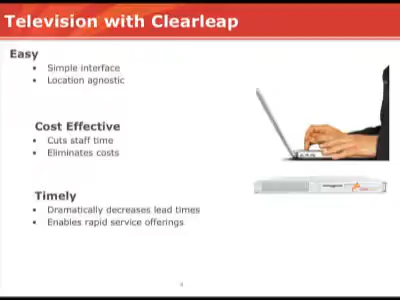 Television with Clearleap
Easy
• Simple interface
• Location agnostic
Cost Effective
• Cuts staff time
• Eliminates costs
Timely
• Dramatically decreases lead times
• Enables rapid service offerings